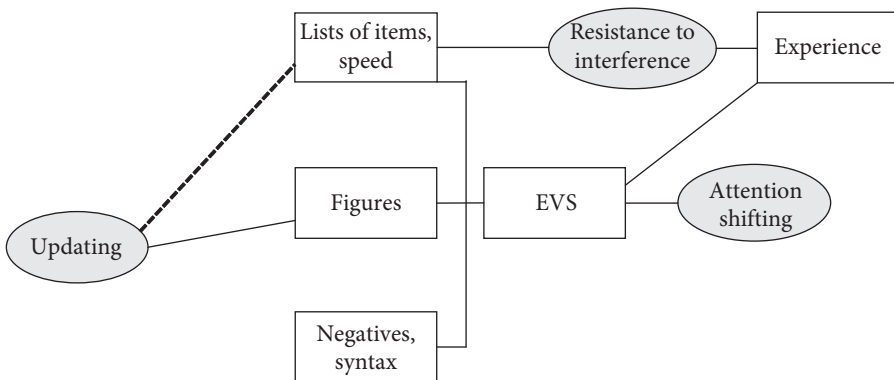 Lists of items,
speed
Resistance to
interference
Experience
Figures
EVS
Attention
shifting
Updating
Negatives,
syntax